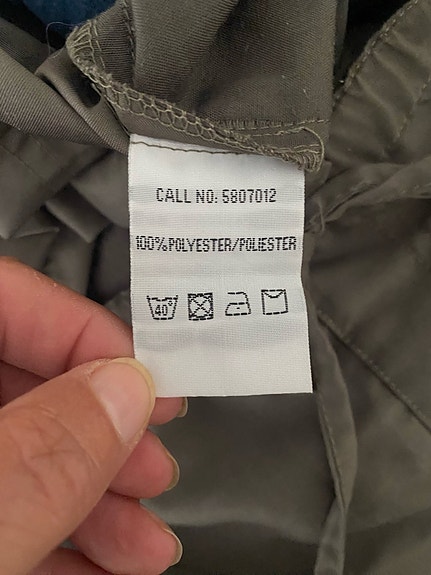 CALL NO: 5807012
100%POLYESTER/POLIESTER
40°